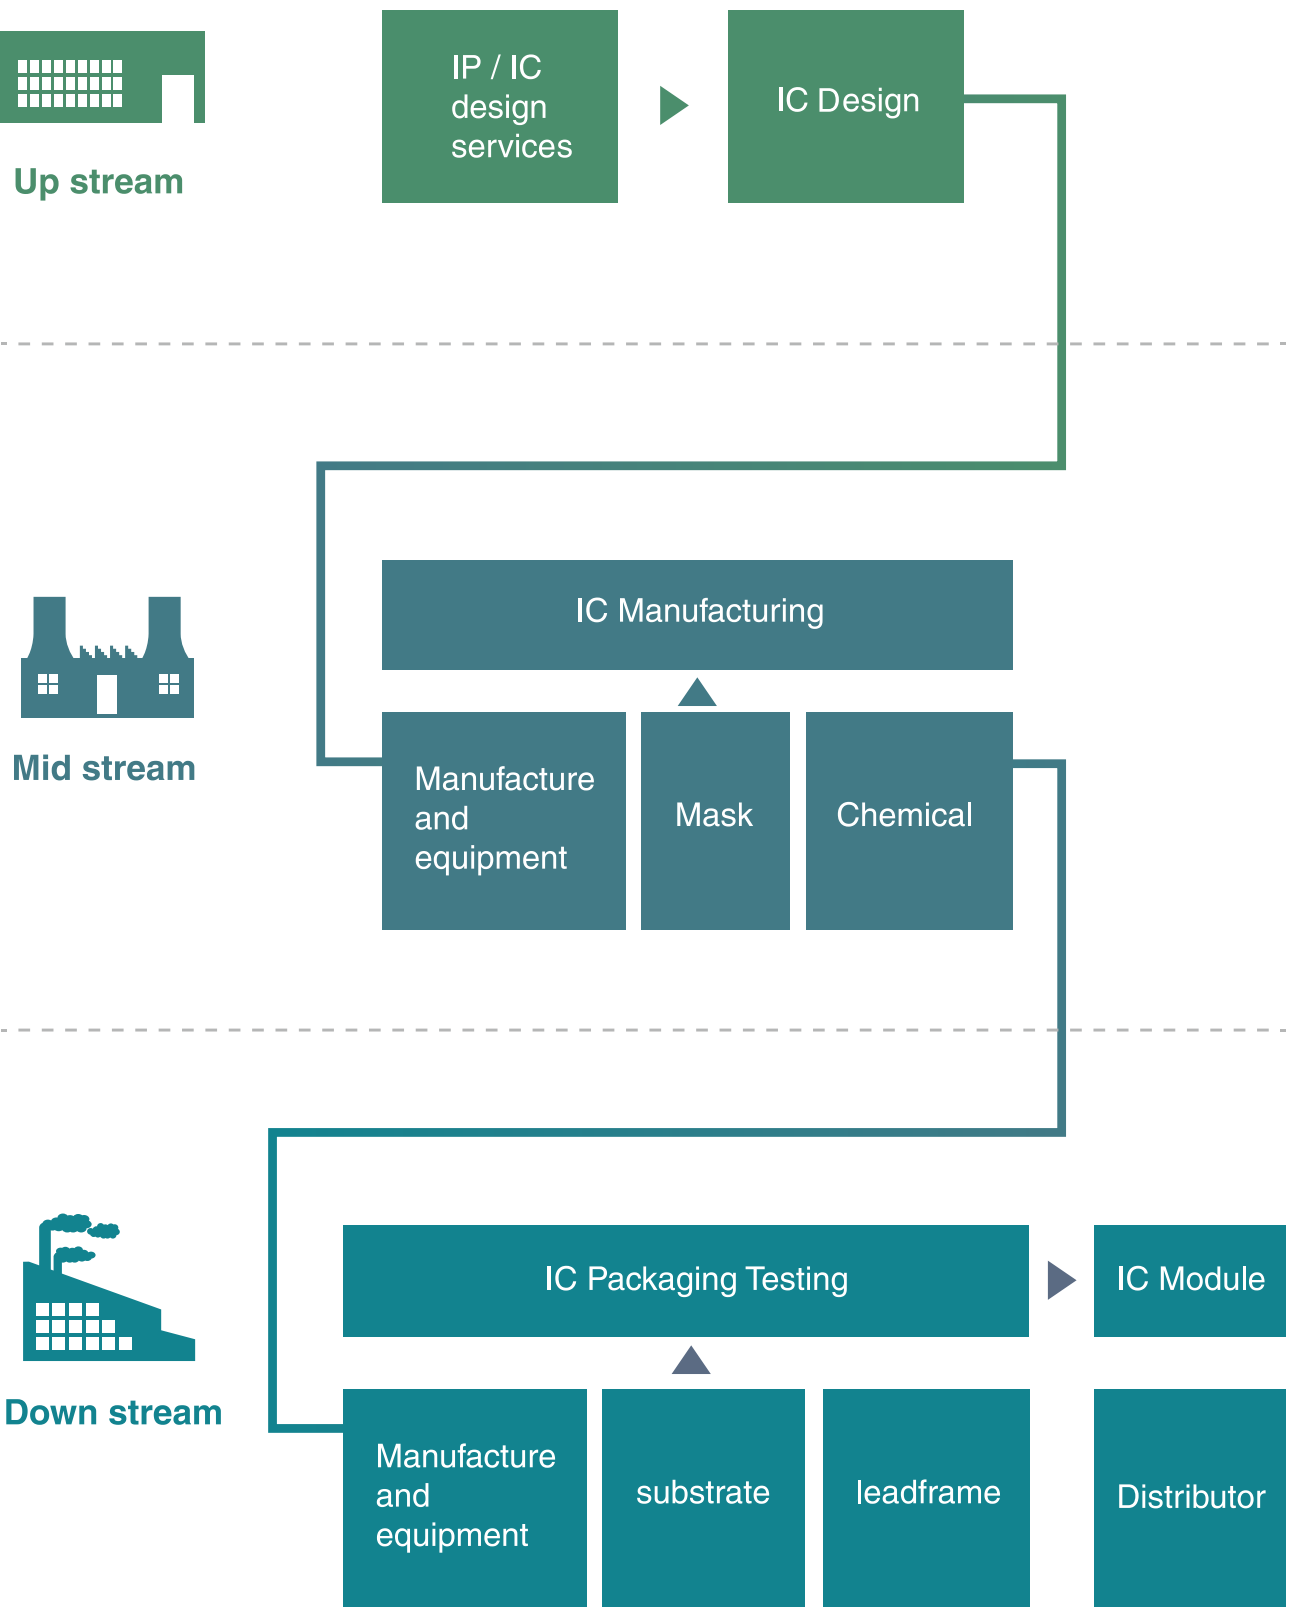 IP / IC
design
services
IC Design
Up stream
IC Manufacturing
Manufacture
and
equipment
Mask
Chemical
Mid stream
IC Packaging Testing
IC Module
Manufacture
and
equipment
substrate
leadframe
Distributor
Down stream